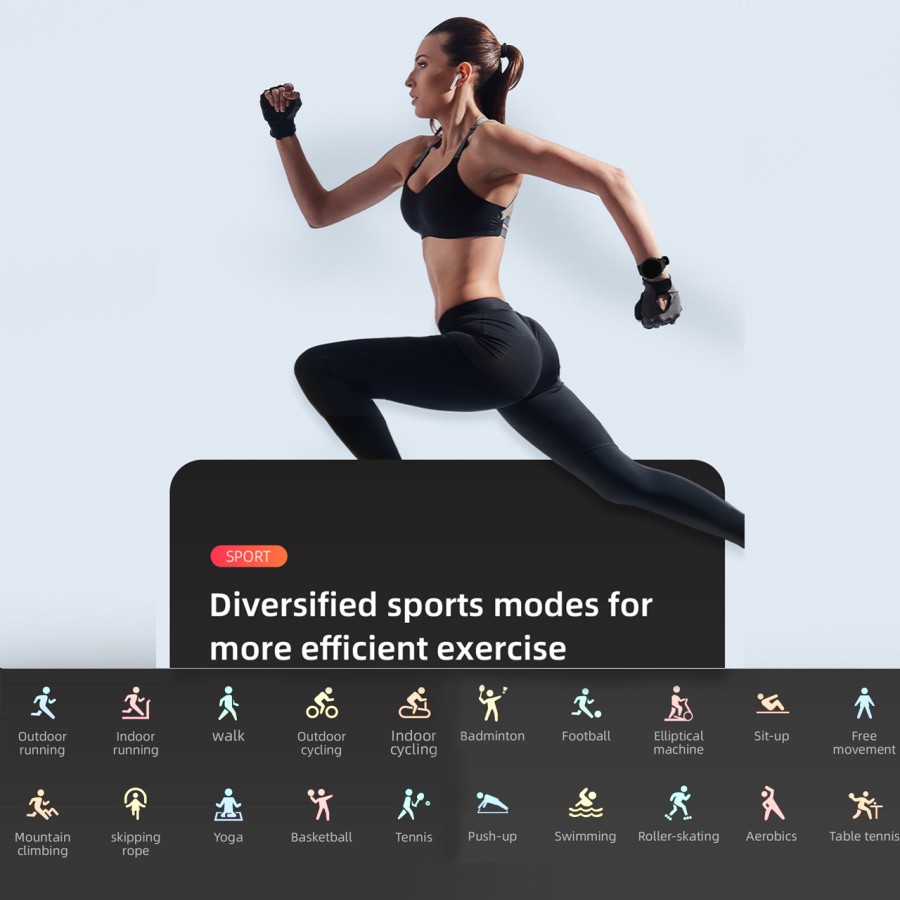 SPORT
Diversified sports modes for
more efficient exercise
Outdoor
running
Indoor
running
walk
Outdoor
cycling
Indoor
cycling
Badminton
Football
Elliptical
machine
Sit-up
Free
movement
Mountain
climbing
skipping
rope
Yoga
Basketball
Tennis
Push-up
Swimming
Roller-skating
Aerobics
Table tennis